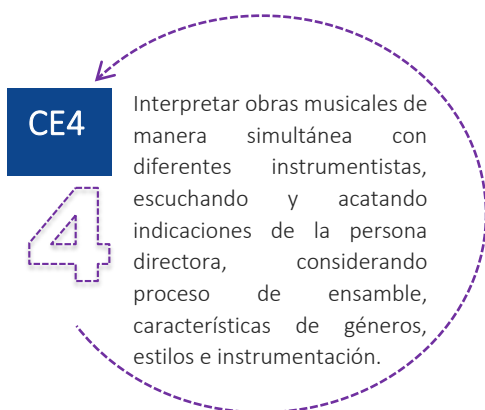 CE4
4
Interpretar obras musicales de
manera simultánea con
diferentes instrumentistas,
escuchando y acatando
indicaciones de la persona
directora, considerando
proceso de ensamble,
características de géneros,
estilos e instrumentación.